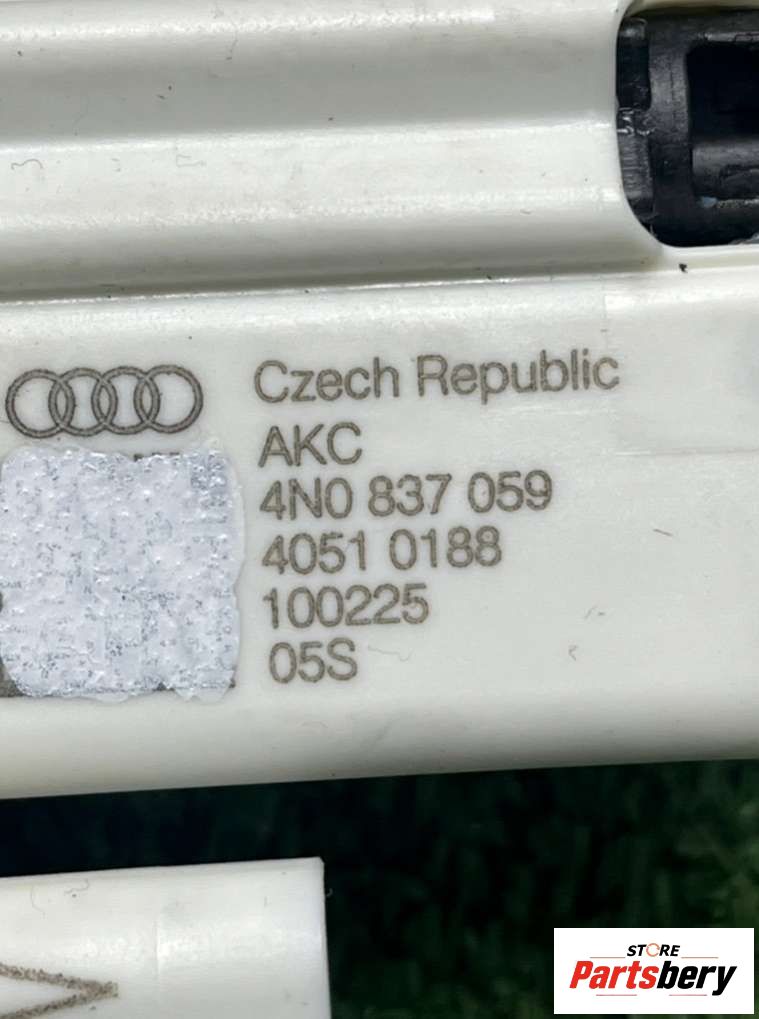 Czech Republic
AKC
4N0 837 059
4051 0188
100225
05S
STORE
Partsbery